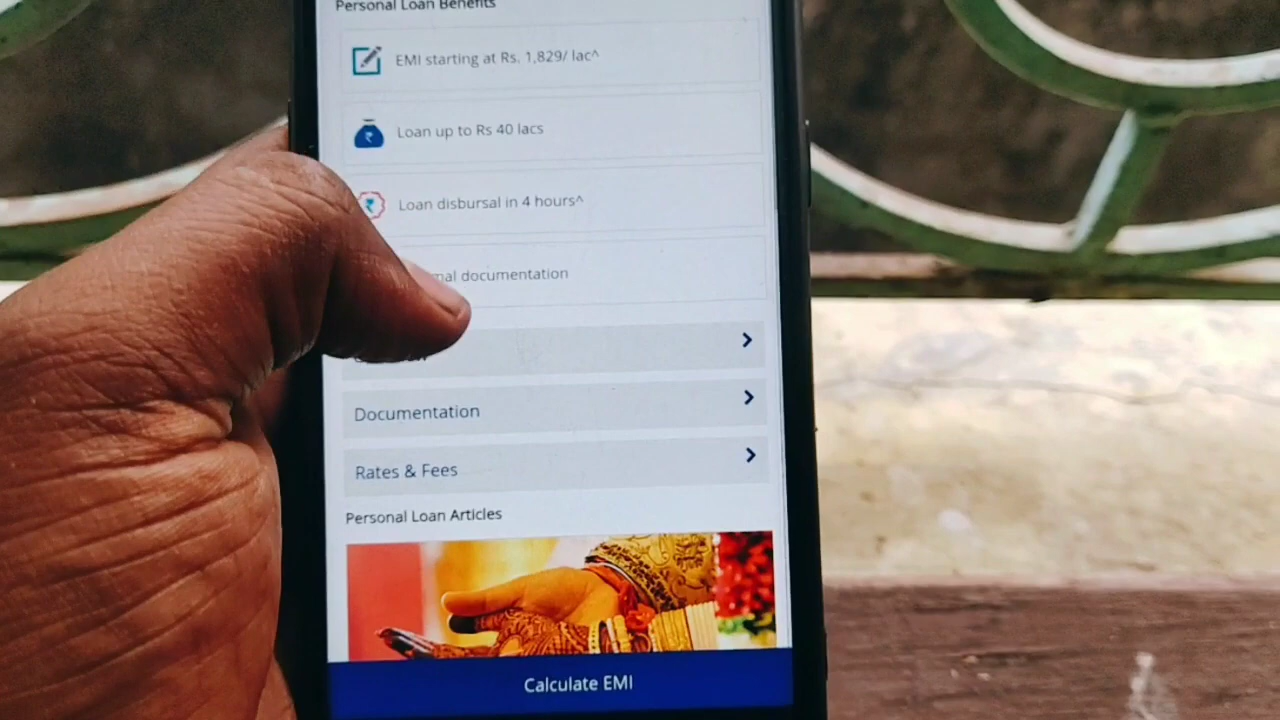 Personal Loan Benefits
EMI starting at Rs. 1,829/ lac^
Loan up to Rs 40 lacs
Loan disbursal in 4 hours^
documentation
Documentation
Rates & Fees
Personal Loan Articles
Calculate EMI